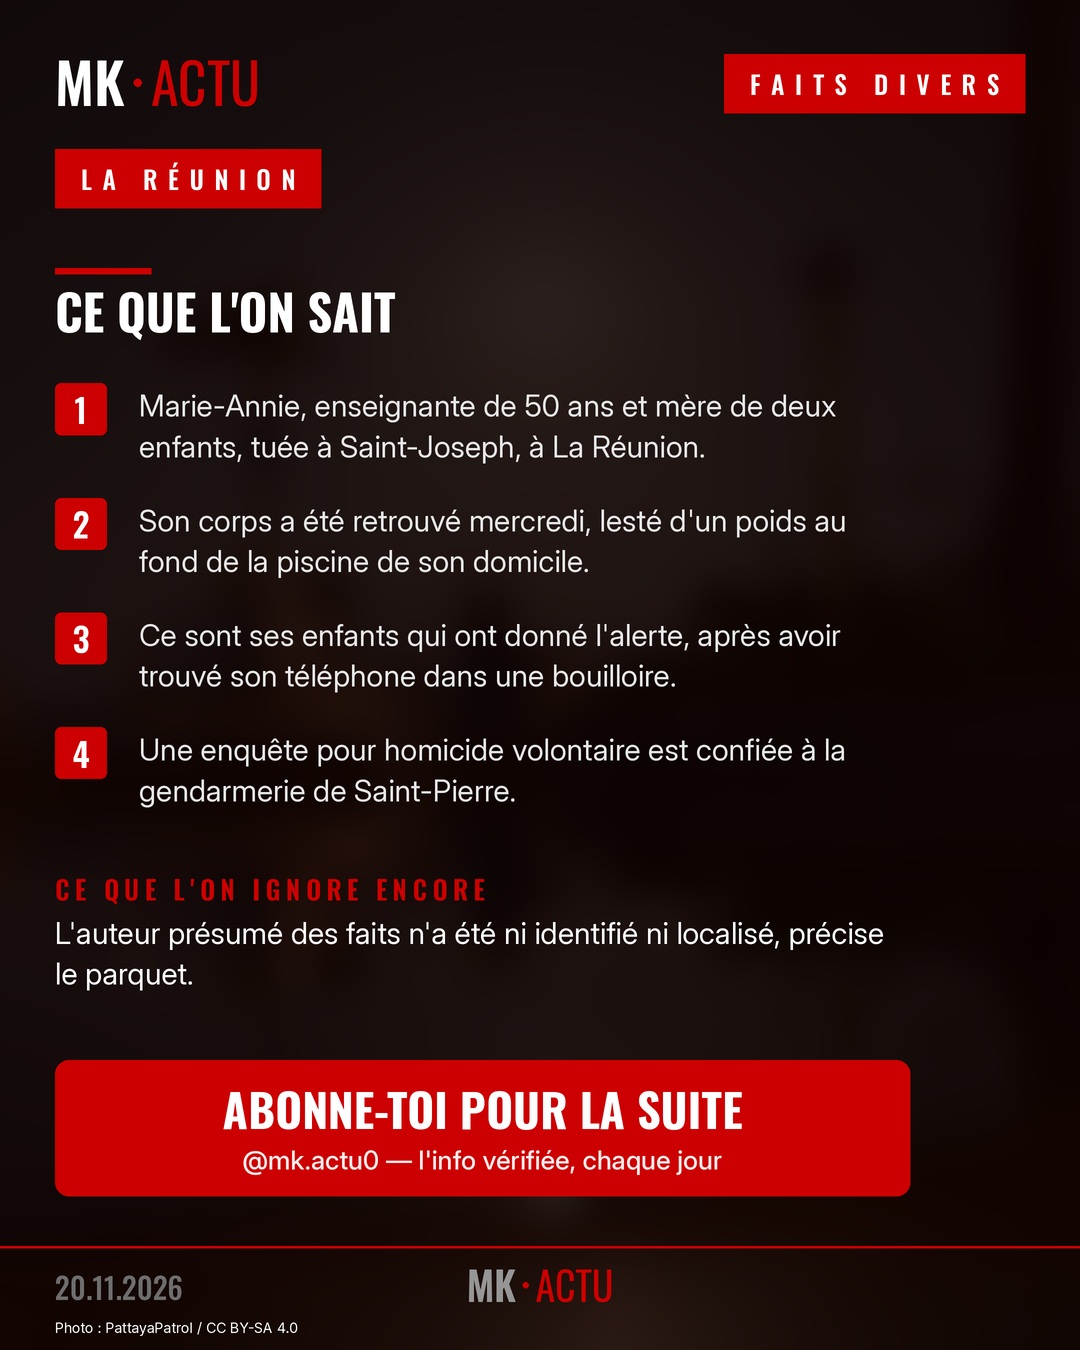 MK·ACTU
FAITS DIVERS
LA RÉUNION
CE QUE L'ON SAIT
1
Marie-Annie, enseignante de 50 ans et mère de deux
enfants, tuée à Saint-Joseph, à La Réunion.
2
Son corps a été retrouvé mercredi, lesté d'un poids au
fond de la piscine de son domicile.
3
Ce sont ses enfants qui ont donné l'alerte, après avoir
trouvé son téléphone dans une bouilloire.
4
Une enquête pour homicide volontaire est confiée à la
gendarmerie de Saint-Pierre.
CE QUE L'ON IGNORE ENCORE
L'auteur présumé des faits n'a été ni identifié ni localisé, précise
le parquet.
ABONNE-TOI POUR LA SUITE
@mk.actu0 — l'info vérifiée, chaque jour
20.11.2026
MK·ACTU
Photo : PattayaPatrol / CC BY-SA 4.0